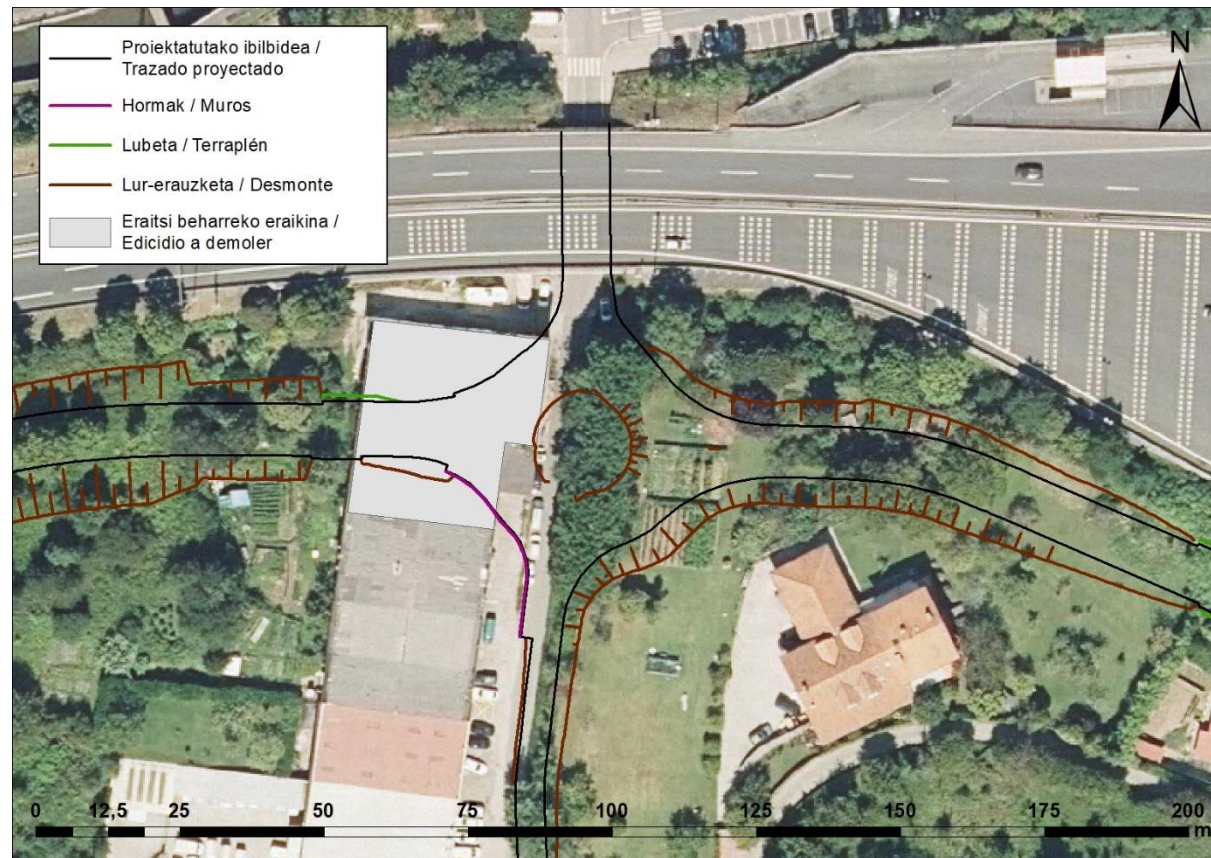 Proiektatutako ibilbidea /
Trazado proyectado
Hormak / Muros
Lubeta / Terraplén
Lur-erauzketa / Desmonte
Eraitsi beharreko eraikina /
Edicidio a demoler
N
0 12,5 25 50 75 100 125 150 175 200
m